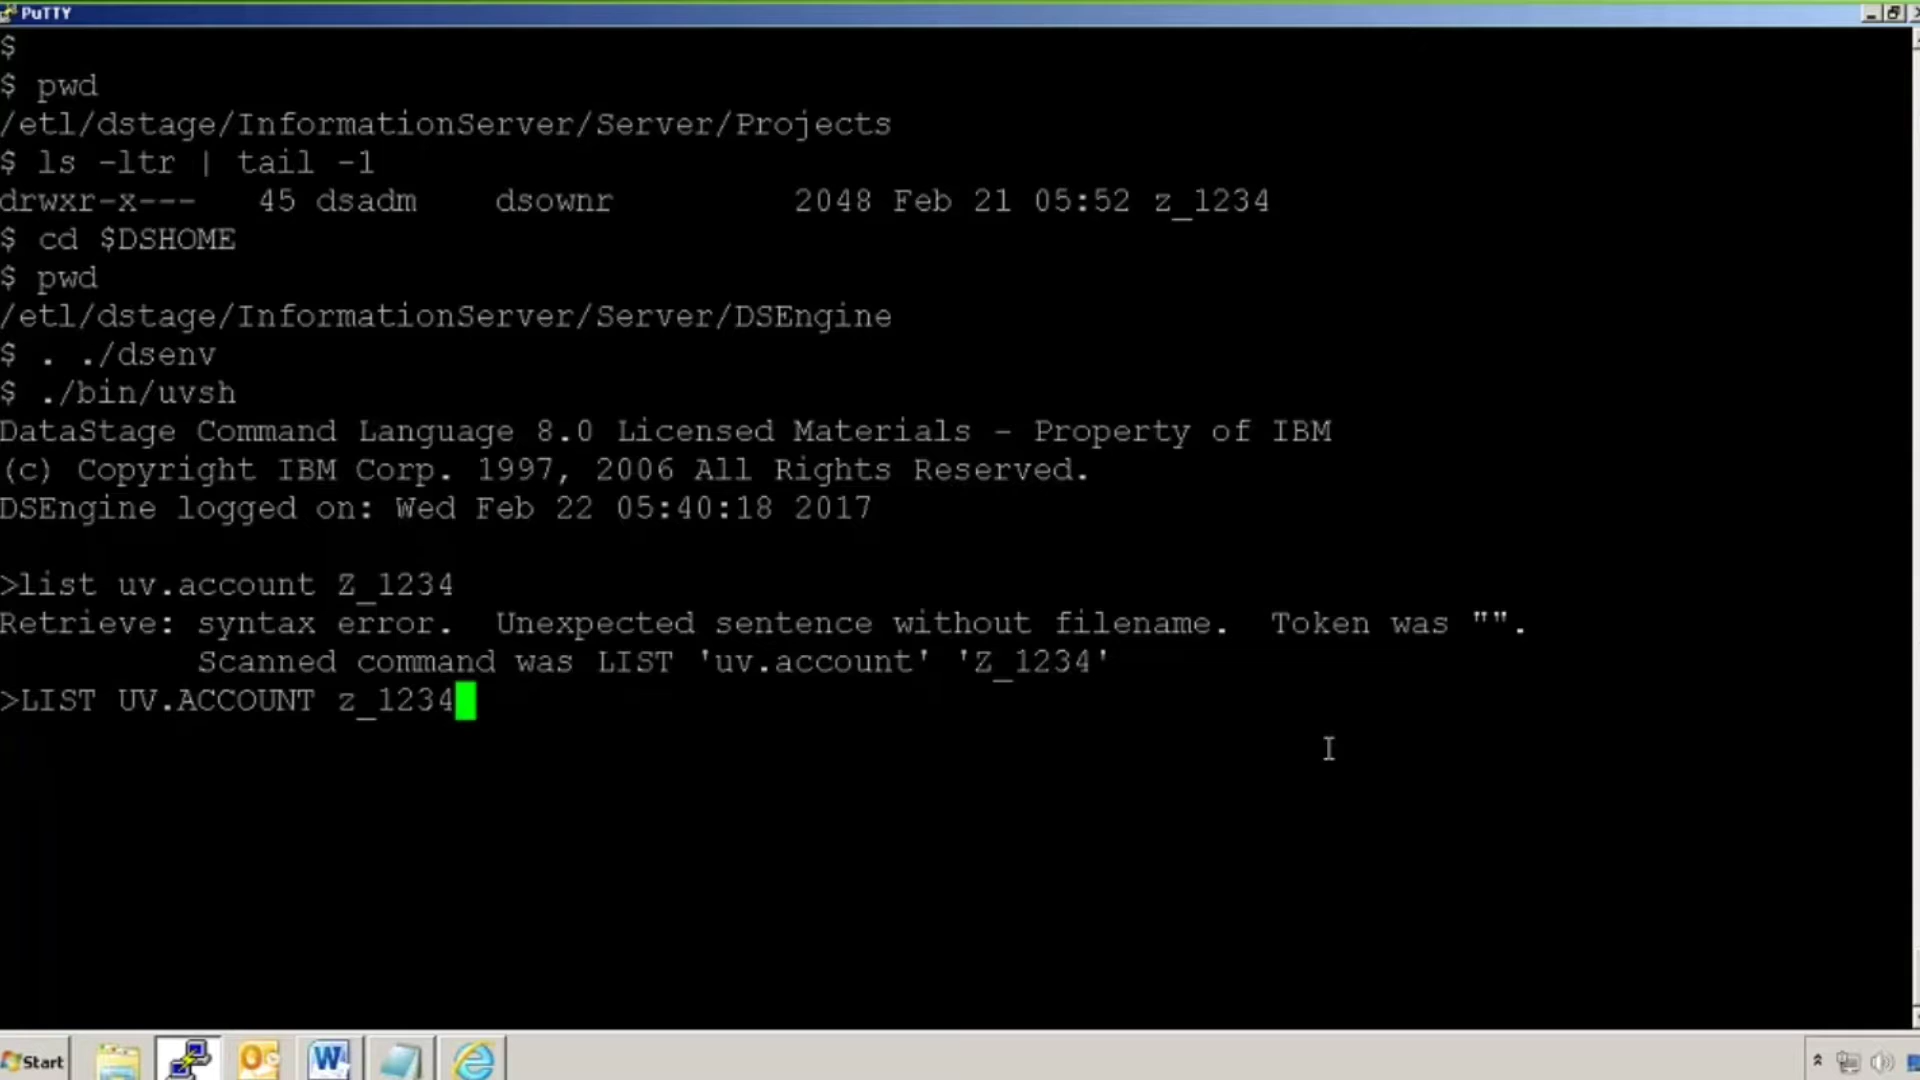 PuTTY
$
$ pwd
/etl/dstage/InformationServer/Server/Projects
$ ls -ltr | tail -1
drwxr-x---   45 dsadm    dsownr         2048 Feb 21 05:52 z_1234
$ cd $DSHOME
$ pwd
/etl/dstage/InformationServer/Server/DSEngine
$ . ./dsenv
$ ./bin/uvsh
DataStage Command Language 8.0 Licensed Materials - Property of IBM
(c) Copyright IBM Corp. 1997, 2006 All Rights Reserved.
DSEngine logged on: Wed Feb 22 05:40:18 2017
>list uv.account Z_1234
Retrieve: syntax error.  Unexpected sentence without filename.  Token was "".
          Scanned command was LIST 'uv.account' 'Z_1234'
>LIST UV.ACCOUNT z_1234
Start